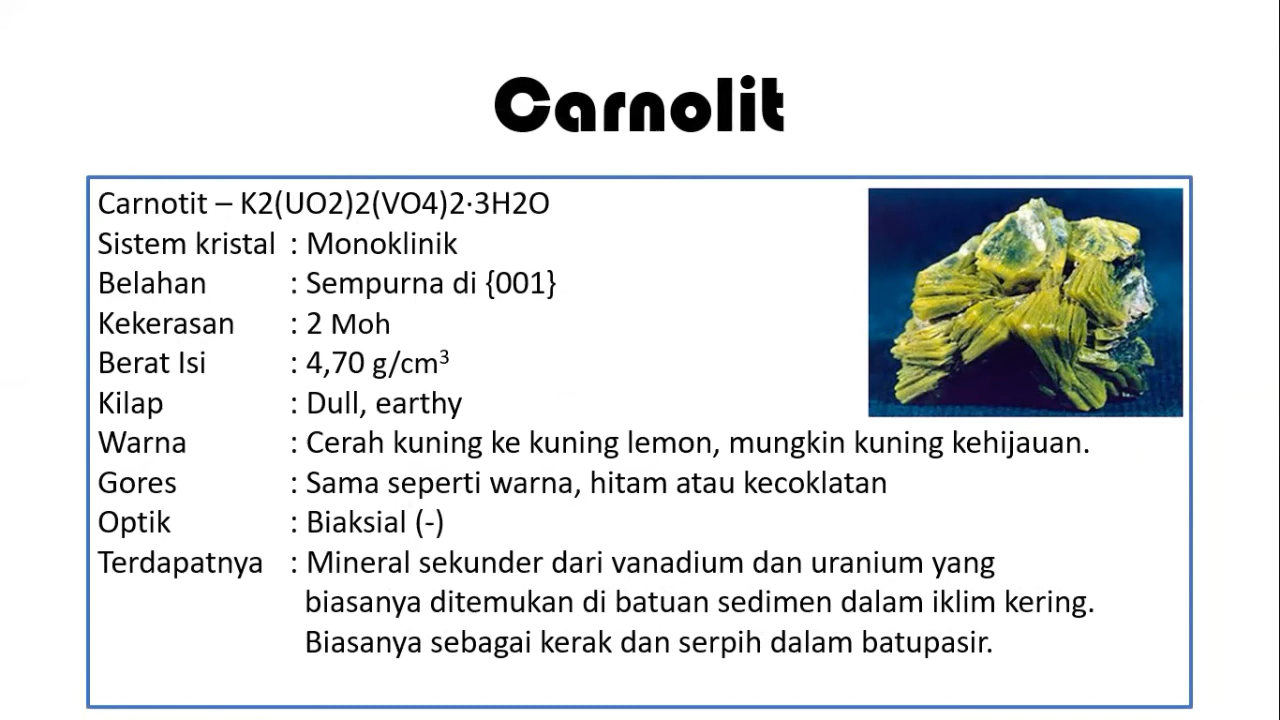 Carnolit
Carnotit – K2(UO2)2(VO4)2·3H2O
Sistem kristal : Monoklinik
Belahan : Sempurna di {001}
Kekerasan : 2 Moh
Berat Isi : 4,70 g/cm³
Kilap : Dull, earthy
Warna : Cerah kuning ke kuning lemon, mungkin kuning kehijauan.
Gores : Sama seperti warna, hitam atau kecoklatan
Optik : Biaksial (-)
Terdapatnya : Mineral sekunder dari vanadium dan uranium yang
biasanya ditemukan di batuan sedimen dalam iklim kering.
Biasanya sebagai kerak dan serpih dalam batupasir.